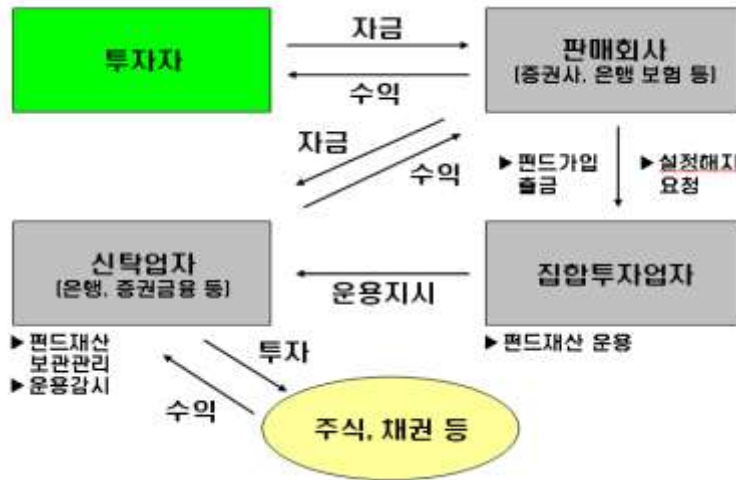 투자자
자금
수익
판매회사
(증권사, 은행 보험 등)
자금
수익
▶펀드가입
출금
▶설정해지
요청
신탁업자
(은행, 증권금융 등)
운용지시
집합투자업자
▶펀드재산
보관관리
▶운용감시
▶펀드재산 운용
투자
수익
주식, 채권 등